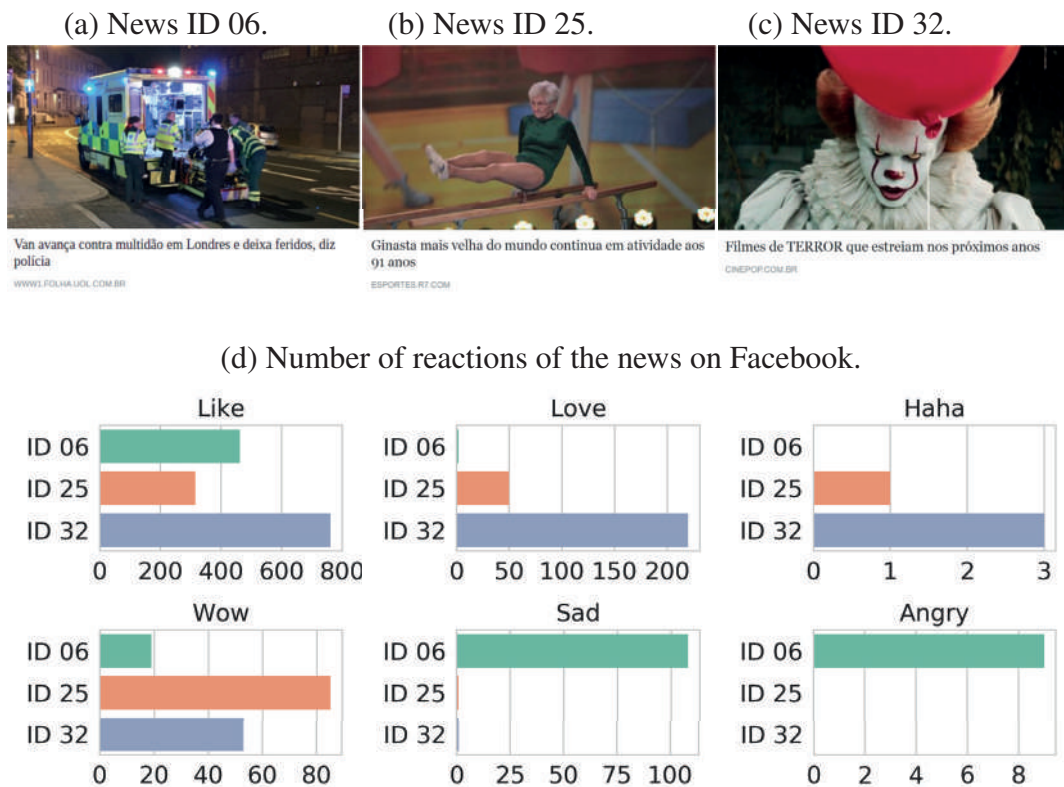 (a) News ID 06.
(b) News ID 25.
(c) News ID 32.
Van avança contra multidão em Londres e deixa feridos, diz
polícia
WWW1.FOLHA.UOL.COM.BR
Ginasta mais velha do mundo continua em atividade aos
91 anos
ESPORTES.R7.COM
Filmes de TERROR que estreiam nos próximos anos
CINEPOP.COM.BR
(d) Number of reactions of the news on Facebook.
Like
ID 06
ID 25
ID 32
0 200 400 600 800
Love
ID 06
ID 25
ID 32
0 50 100 150 200
Haha
ID 06
ID 25
ID 32
0 1 2 3
Wow
ID 06
ID 25
ID 32
0 20 40 60 80
Sad
ID 06
ID 25
ID 32
0 25 50 75 100
Angry
ID 06
ID 25
ID 32
0 2 4 6 8